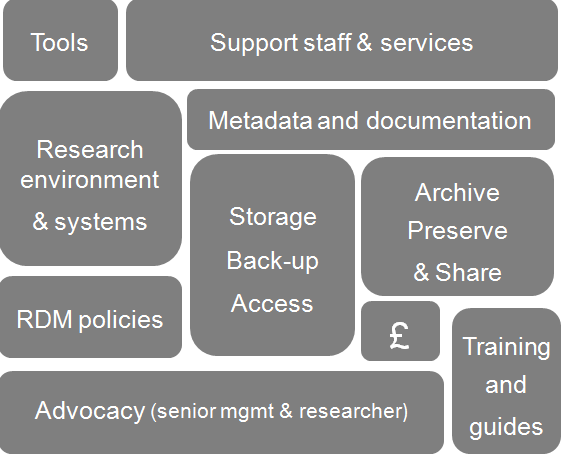 Tools
Support staff & services
Metadata and documentation
Research
environment
& systems
Storage
Back-up
Access
Archive
Preserve
& Share
RDM policies
£
Training
and
guides
Advocacy (senior mgmt & researcher)